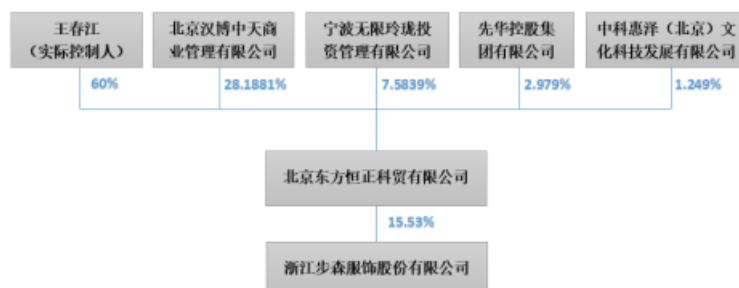 王春江
（实际控制人）
北京汉博中天商
业管理有限公司
宁波无限玲珑投
资管理有限公司
先华控股集
团有限公司
中科惠泽（北京）文
化科技发展有限公司
60%
28.1881%
7.5839%
2.979%
1.249%
北京东方恒正科贸有限公司
15.53%
浙江步森服饰股份有限公司